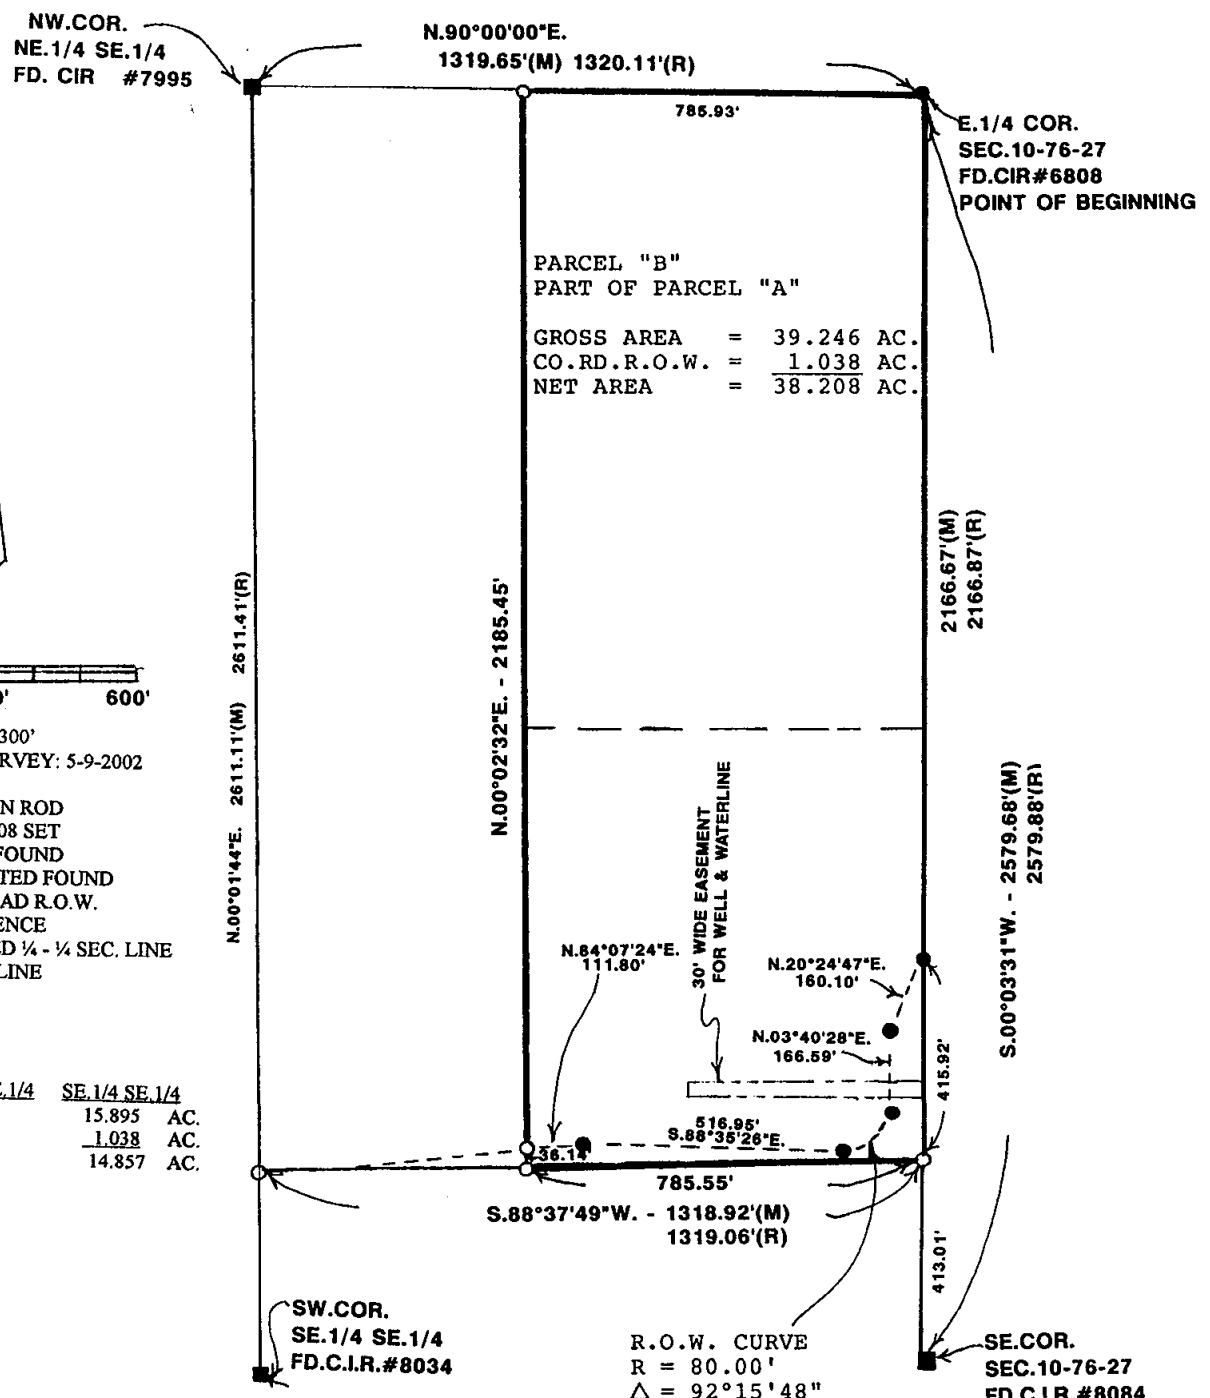 NW.COR.
NE.1/4 SE.1/4
FD. CIR #7995
N.90°00'00"E.
1319.65'(M) 1320.11'(R)
785.93'
E.1/4 COR.
SEC.10-76-27
FD.CIR#6808
POINT OF BEGINNING
PARCEL "B"
PART OF PARCEL "A"
GROSS AREA = 39.246 AC.
CO.RD.R.O.W. = 1.038 AC.
NET AREA = 38.208 AC.
2166.67'(M)
2166.87'(R)
N.00°01'44"E. 2611.11'(M) 2611.41'(R)
N.00°02'32"E. - 2185.45'
600'
300'
RVEY: 5-9-2002
N ROD
08 SET
FOUND
TED FOUND
AD R.O.W.
ENCE
ED ¼ - ¼ SEC. LINE
LINE
30' WIDE EASEMENT
FOR WELL & WATERLINE
S.00°03'31"W. - 2579.68'(M)
2579.88'(R)
N.84°07'24"E.
111.80'
N.20°24'47"E.
160.10'
N.03°40'28"E.
166.59'
415.92'
.1/4 SE.1/4 SE.1/4
15.895 AC.
1.038 AC.
14.857 AC.
516.95'
S.88°35'26"E.
36.14'
785.55'
S.88°37'49"W. - 1318.92'(M)
1319.06'(R)
413.01'
SW.COR.
SE.1/4 SE.1/4
FD.C.I.R.#8034
R.O.W. CURVE
R = 80.00'
△ = 92°15'48"
SE.COR.
SEC.10-76-27
FD.C.I.R.#8084